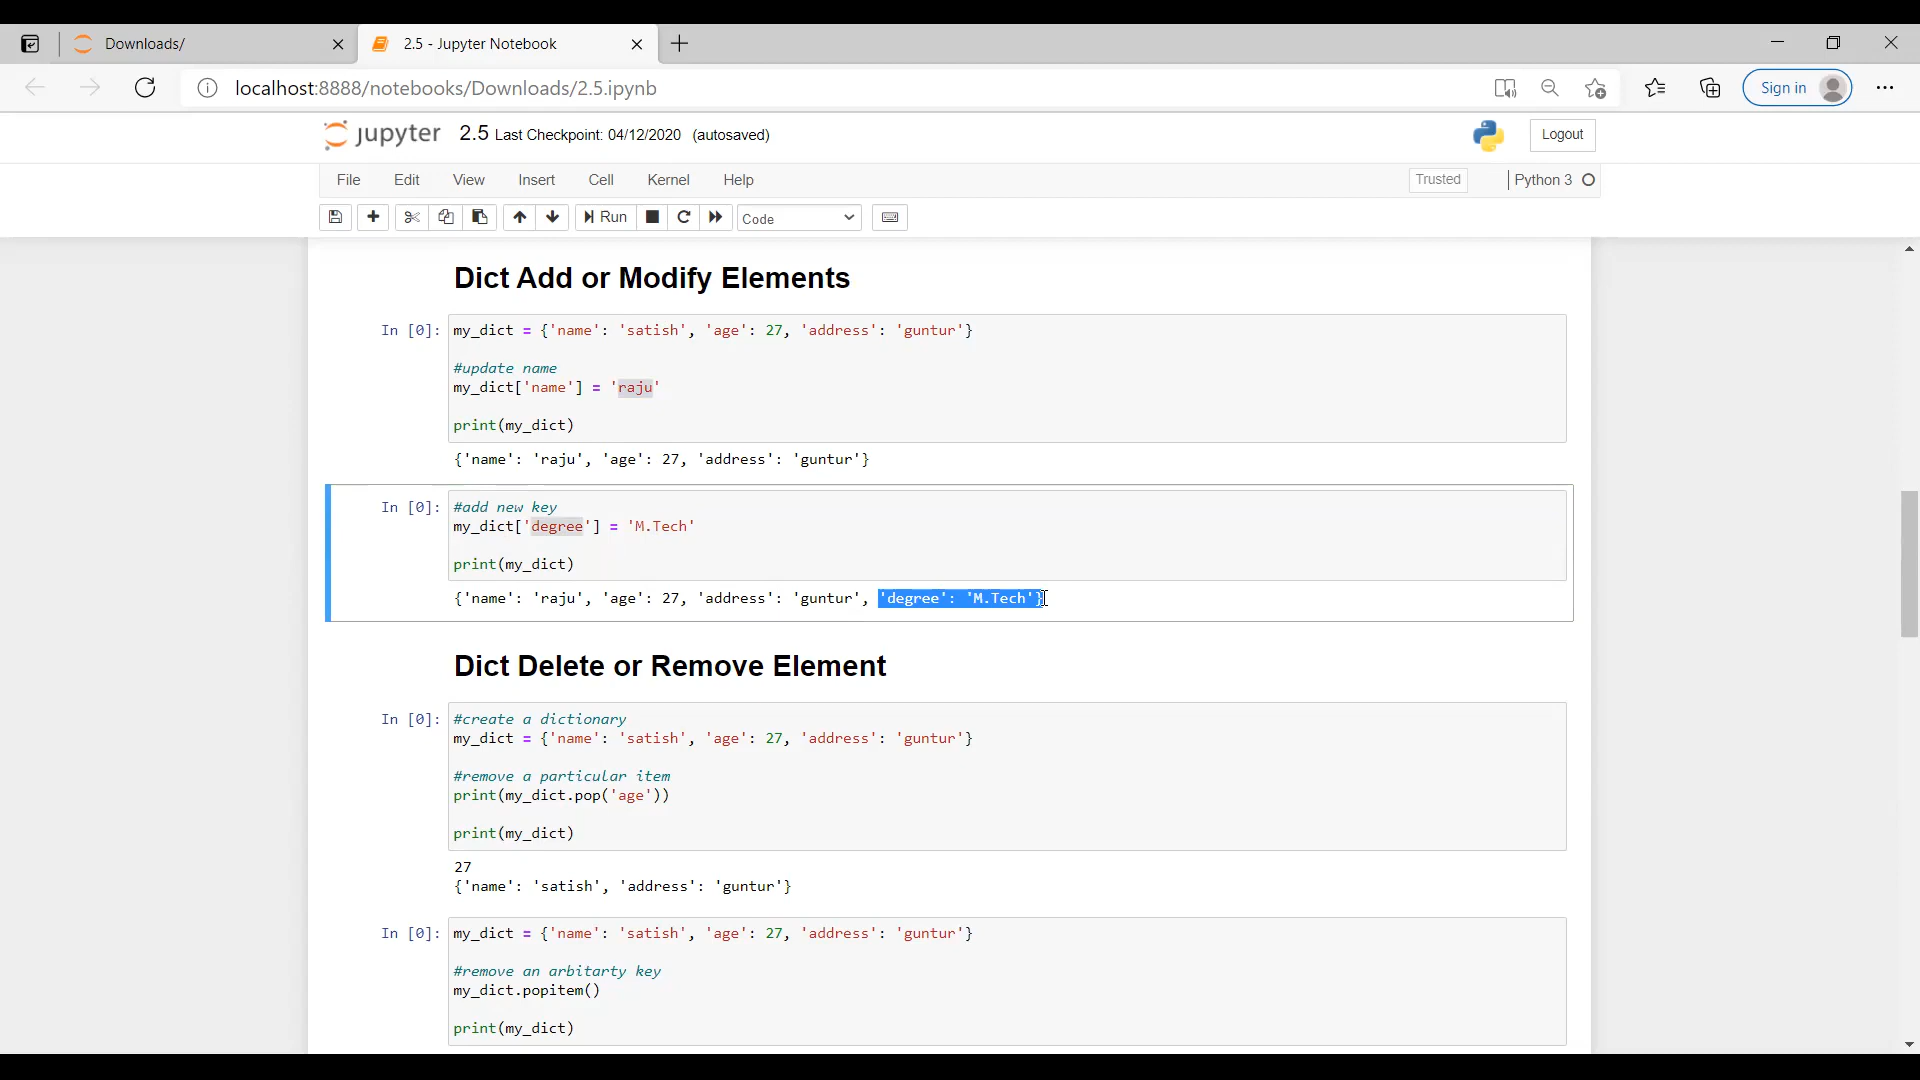 Downloads/
2.5 - Jupyter Notebook
localhost:8888/notebooks/Downloads/2.5.ipynb
Sign in
jupyter 2.5 Last Checkpoint: 04/12/2020 (autosaved)
Logout
File Edit View Insert Cell Kernel Help
Trusted
Python 3
Run
Code
Dict Add or Modify Elements
In [0]: my_dict = {'name': 'satish', 'age': 27, 'address': 'guntur'}
#update name
my_dict['name'] = 'raju'
print(my_dict)
{'name': 'raju', 'age': 27, 'address': 'guntur'}
In [0]: #add new key
my_dict['degree'] = 'M.Tech'
print(my_dict)
{'name': 'raju', 'age': 27, 'address': 'guntur', 'degree': 'M.Tech'}
Dict Delete or Remove Element
In [0]: #create a dictionary
my_dict = {'name': 'satish', 'age': 27, 'address': 'guntur'}
#remove a particular item
print(my_dict.pop('age'))
print(my_dict)
27
{'name': 'satish', 'address': 'guntur'}
In [0]: my_dict = {'name': 'satish', 'age': 27, 'address': 'guntur'}
#remove an arbitarty key
my_dict.popitem()
print(my_dict)